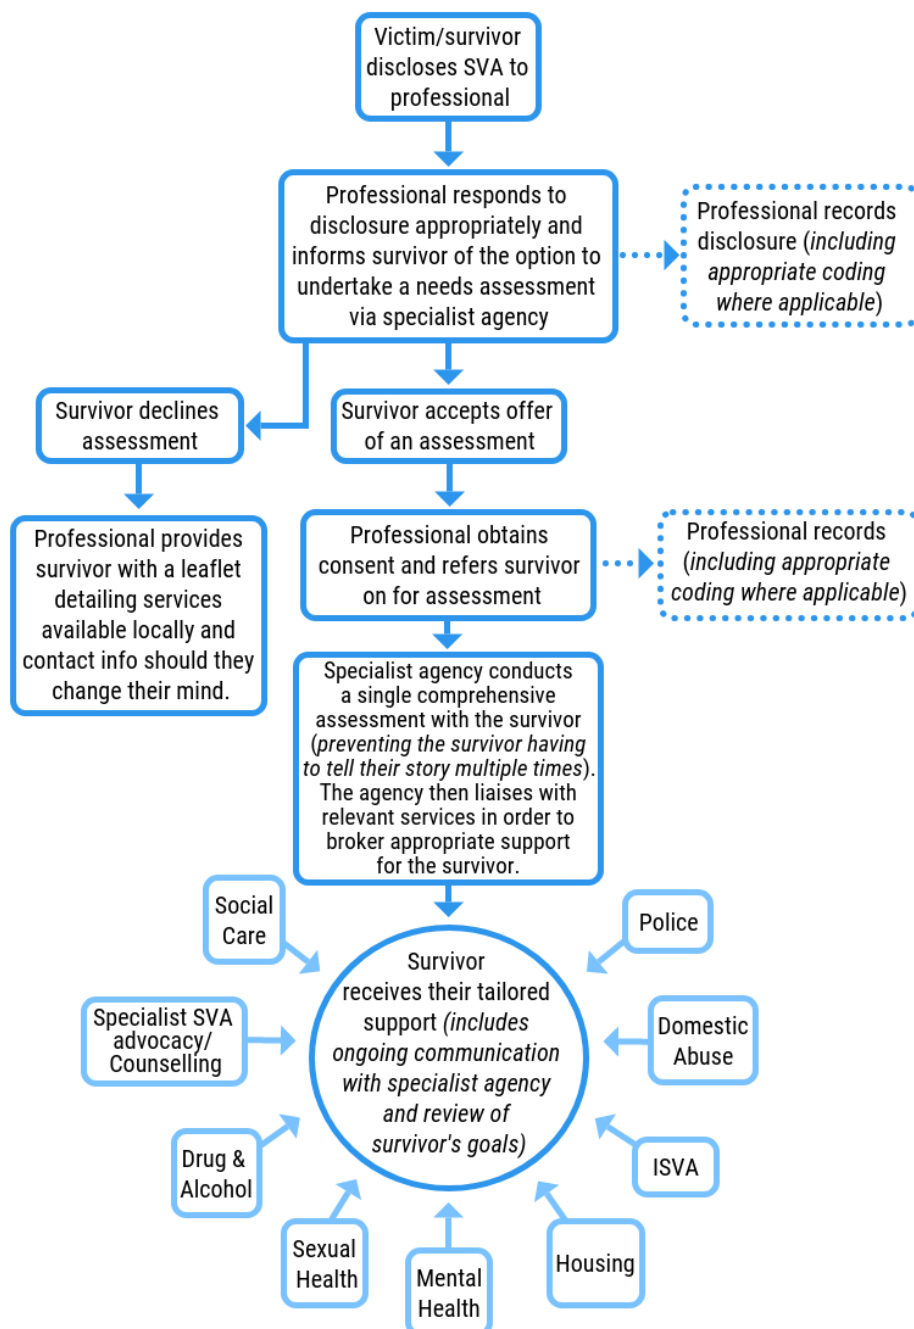 Victim/survivor
discloses SVA to
professional
Professional responds to
disclosure appropriately and
informs survivor of the option to
undertake a needs assessment
via specialist agency
Professional records
disclosure (including
appropriate coding
where applicable)
Survivor declines
assessment
Survivor accepts offer
of an assessment
Professional provides
survivor with a leaflet
detailing services
available locally and
contact info should they
change their mind.
Professional obtains
consent and refers survivor
on for assessment
Professional records
(including appropriate
coding where applicable)
Specialist agency conducts
a single comprehensive
assessment with the survivor
(preventing the survivor having
to tell their story multiple times).
The agency then liaises with
relevant services in order to
broker appropriate support
for the survivor.
Social
Care
Police
Survivor
receives their tailored
support (includes
ongoing communication
with specialist agency
and review of
survivor's goals)
Specialist SVA
advocacy/
Counselling
Domestic
Abuse
Drug &
Alcohol
ISVA
Sexual
Health
Mental
Health
Housing